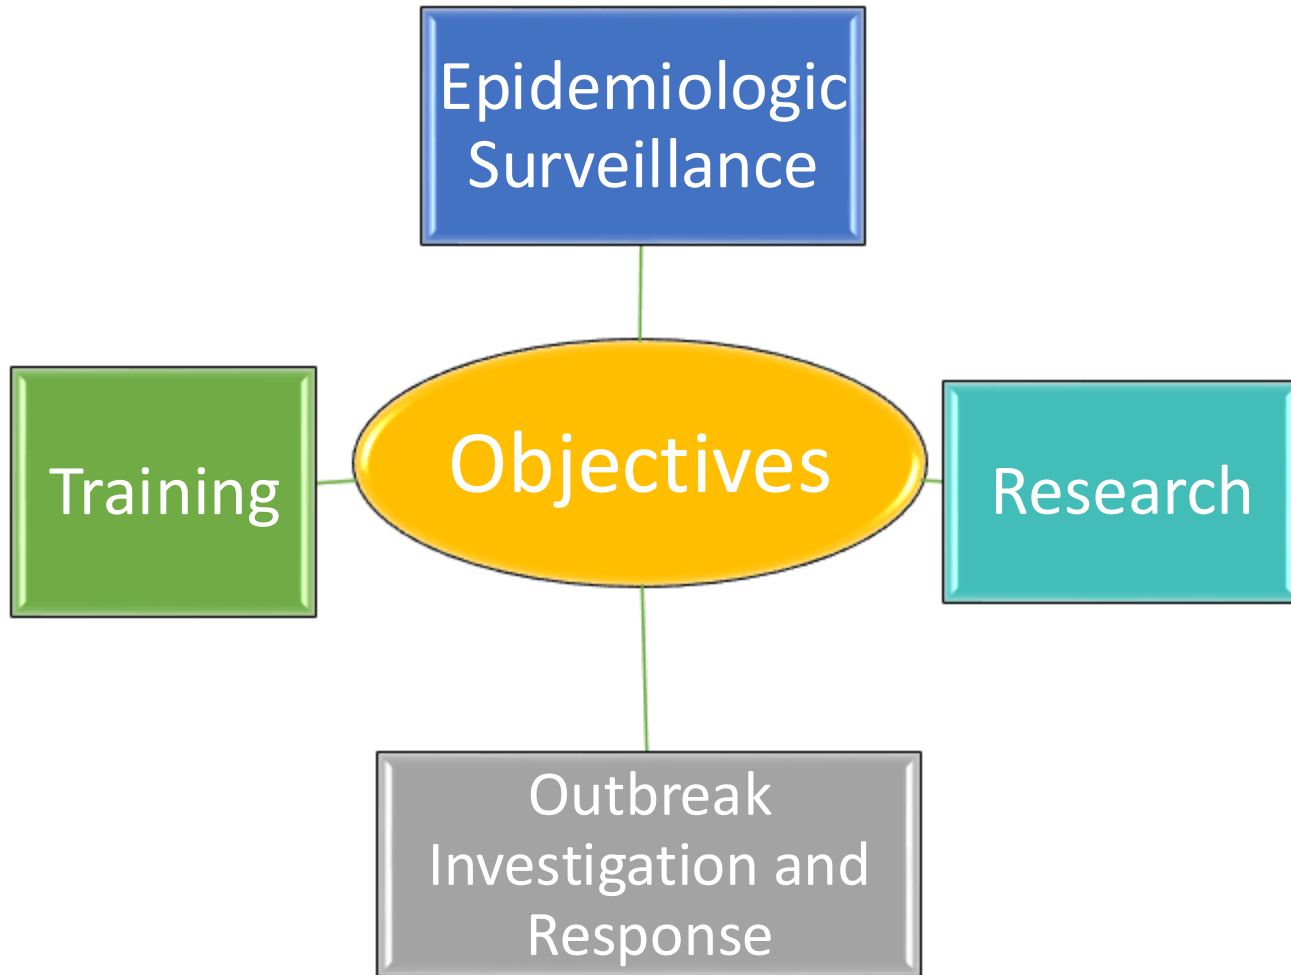 Epidemiologic
Surveillance
Objectives
Training
Research
Outbreak
Investigation and
Response